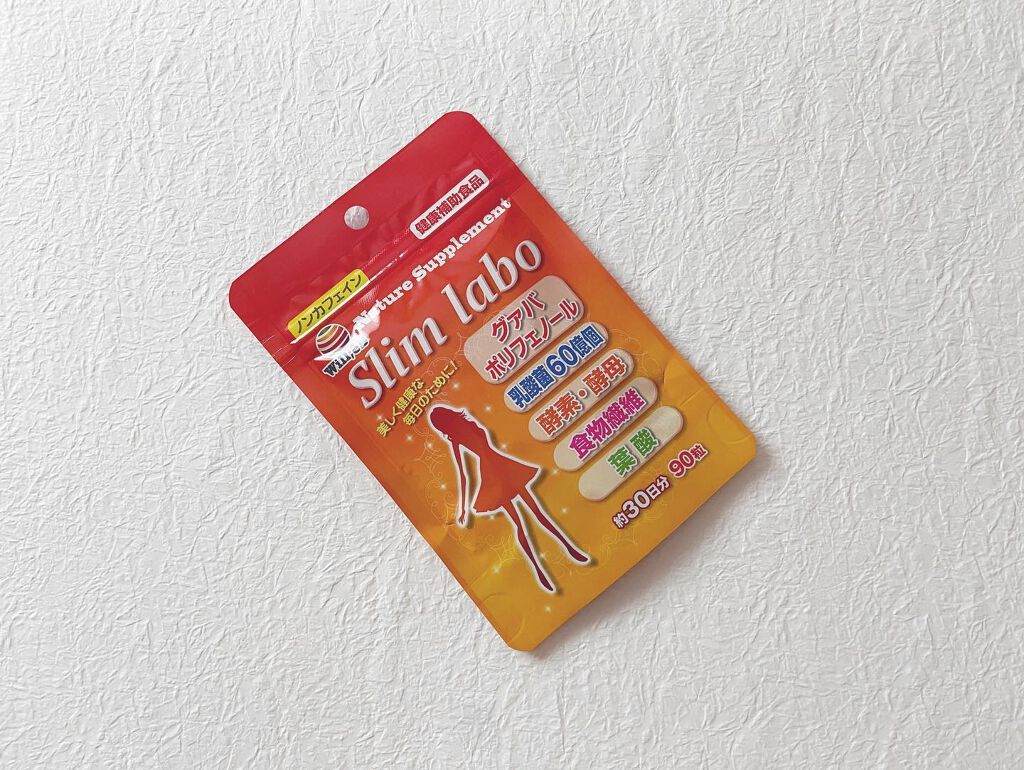 健康補助食品
ノンカフェイン
Nature Supplement
Slim labo
美しく健康な
毎日のために!
グァバ
ポリフェノール
乳酸菌60億個
酵素・酵母
食物繊維
葉酸
約30日分 90粒